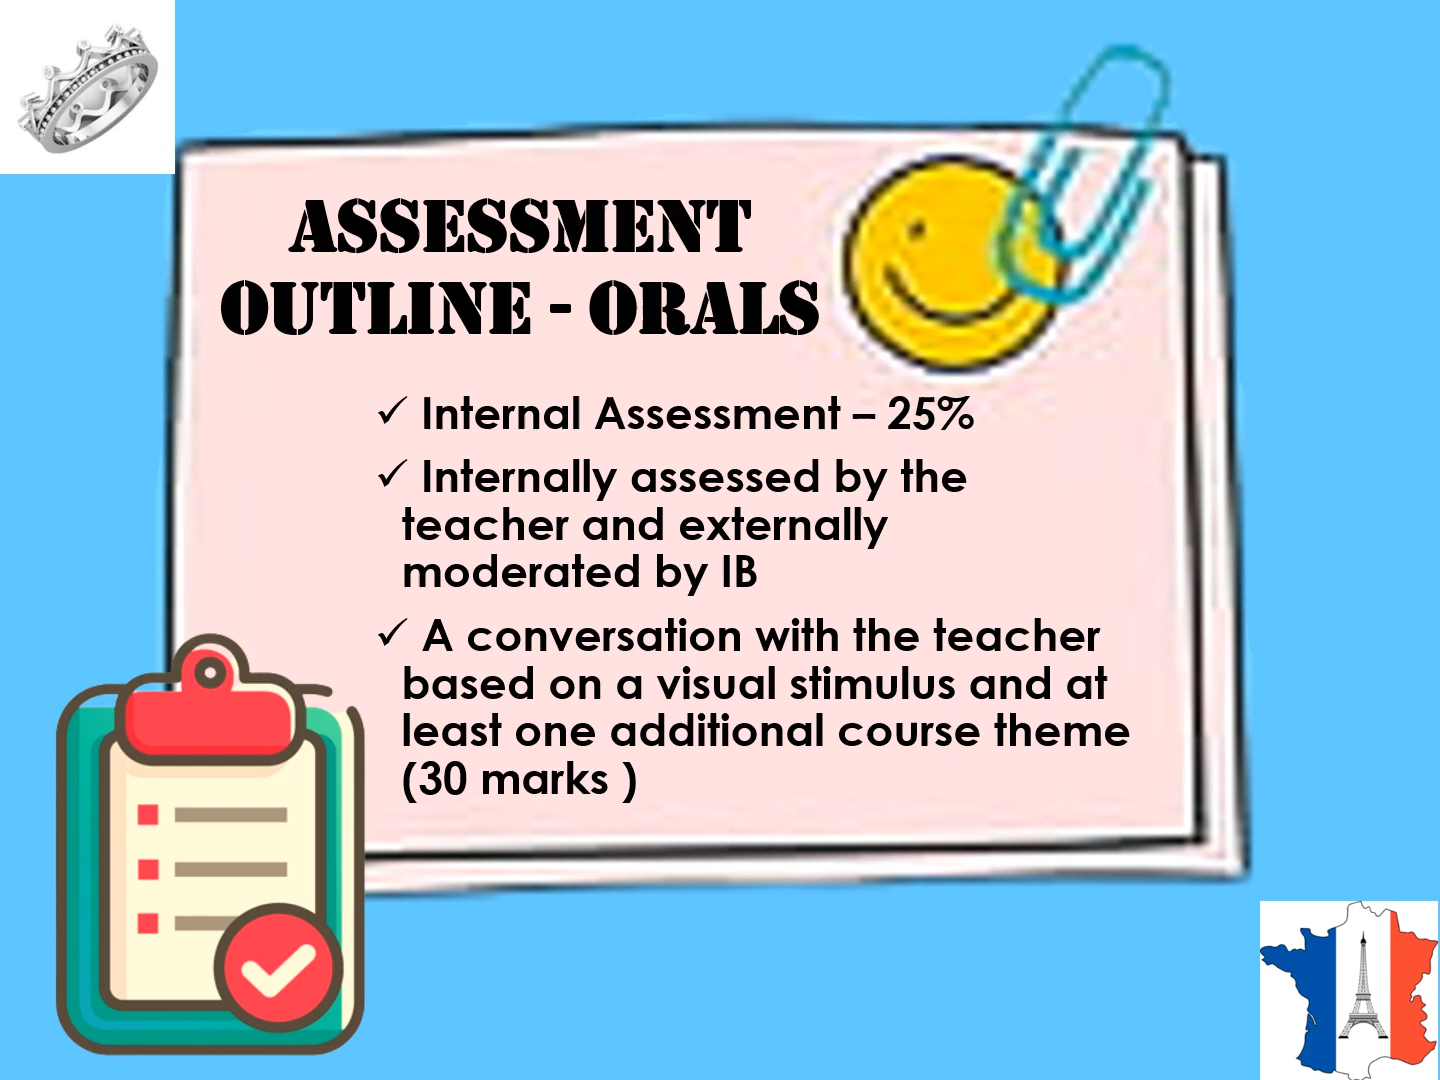 ASSESSMENT
OUTLINE - ORALS
✓ Internal Assessment – 25%
✓ Internally assessed by the
teacher and externally
moderated by IB
✓ A conversation with the teacher
based on a visual stimulus and at
least one additional course theme
(30 marks )